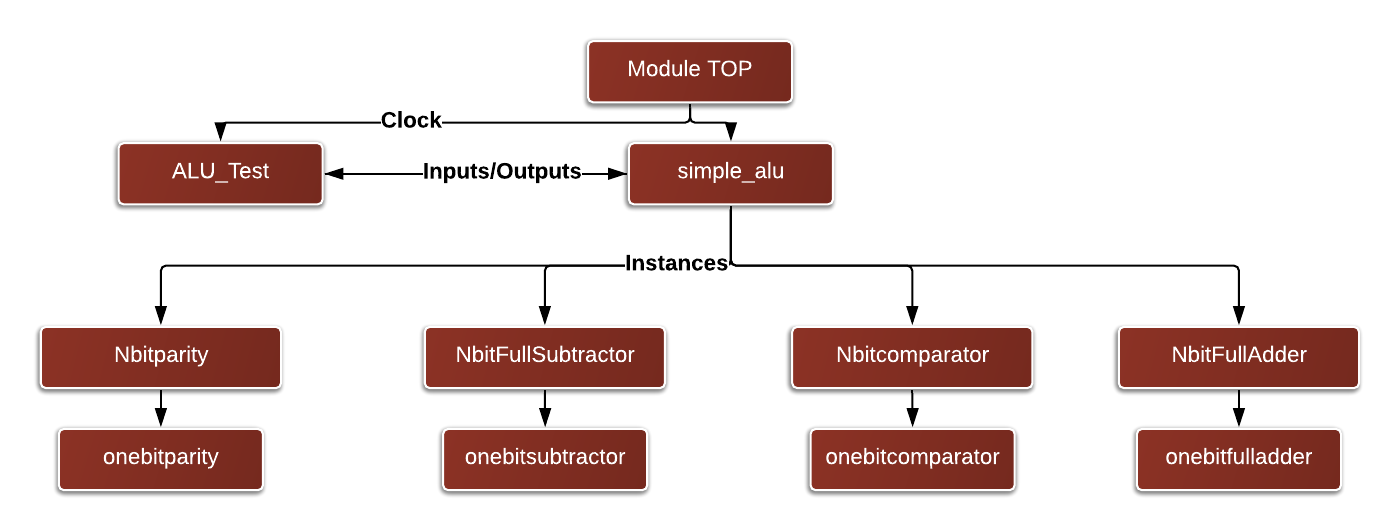 Module TOP
Clock
ALU_Test
Inputs/Outputs
simple_alu
Instances
Nbitparity
NbitFullSubtractor
Nbitcomparator
NbitFullAdder
onebitparity
onebitsubtractor
onebitcomparator
onebitfulladder